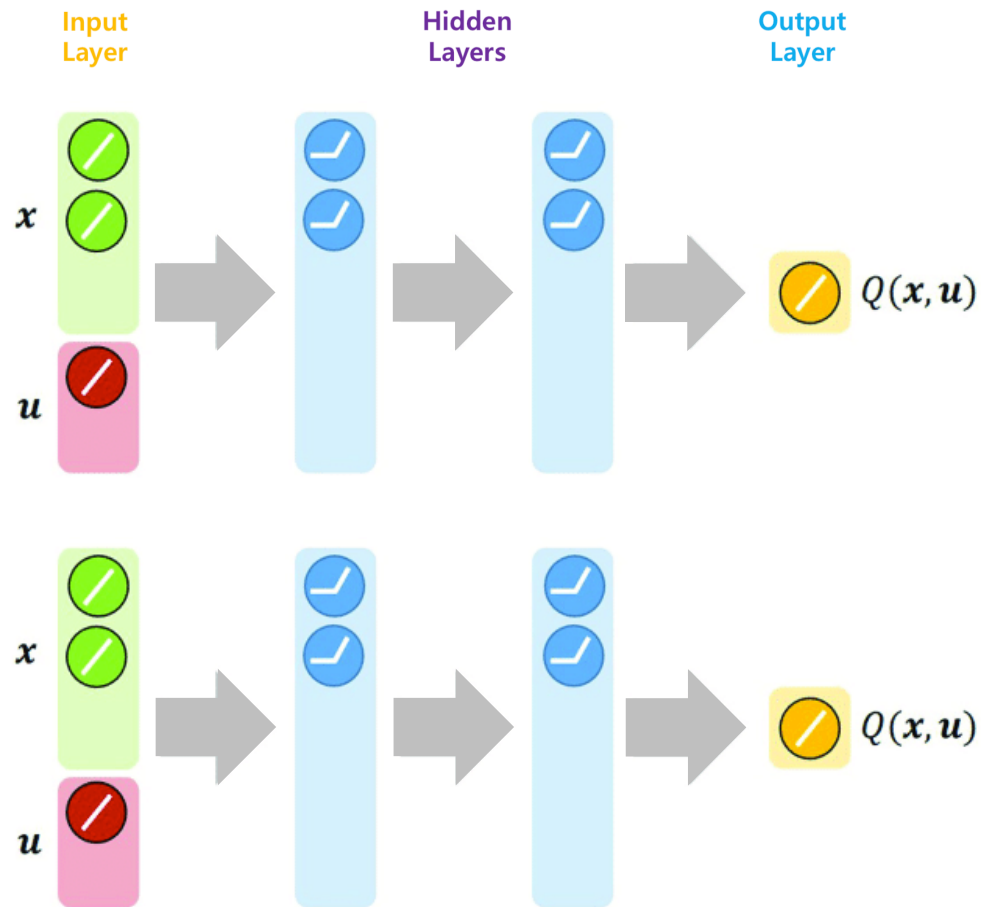 Input
Layer
Hidden
Layers
Output
Layer
x
u
Q(x, u)
x
u
Q(x, u)